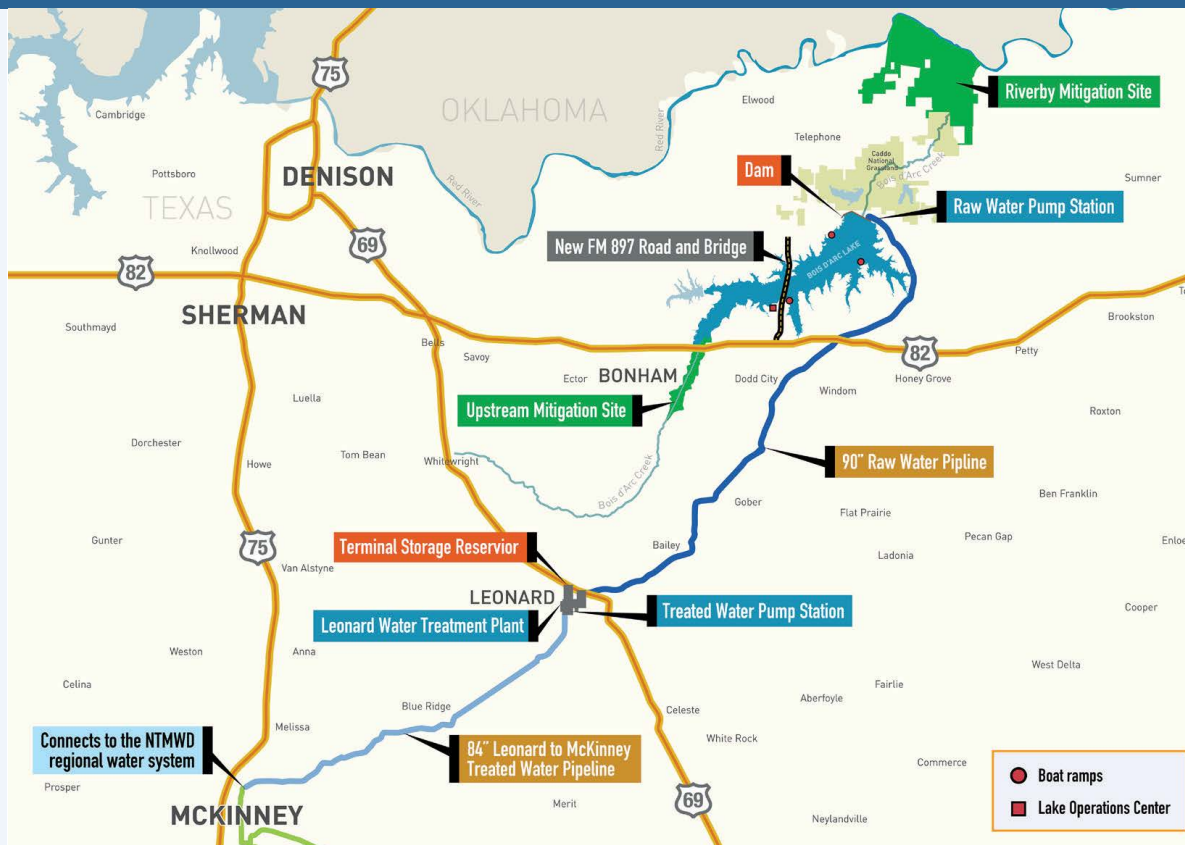 75
OKLAHOMA
Elwood
Riverby Mitigation Site
Cambridge
Red River
Telephone
Caddo
National
Grassland
Bois d'Arc Creek
Pottsboro
DENISON
Dam
Sumner
TEXAS
Red River
Raw Water Pump Station
69
New FM 897 Road and Bridge
BOIS D'ARC LAKE
Knollwood
82
SHERMAN
Southmayd
Brookston
Bells
Savoy
82
Petty
Ector
BONHAM
Dodd City
Windom
Honey Grove
Luella
Upstream Mitigation Site
Roxton
Dorchester
Howe
Tom Bean
Whitewright
90" Raw Water Pipline
Bois d'Arc Creek
Gober
Ben Franklin
Flat Prairie
Gunter
75
Terminal Storage Reservior
Bailey
Pecan Gap
Enloe
Ladonia
Van Alstyne
LEONARD
Leonard Water Treatment Plant
Treated Water Pump Station
Cooper
Weston
Anna
West Delta
Celina
Fairlie
Aberfoyle
Blue Ridge
Celeste
Melissa
Connects to the NTMWD
regional water system
84" Leonard to McKinney
Treated Water Pipeline
White Rock
Commerce
Prosper
MCKINNEY
Merit
69
Neylandville
Boat ramps
Lake Operations Center